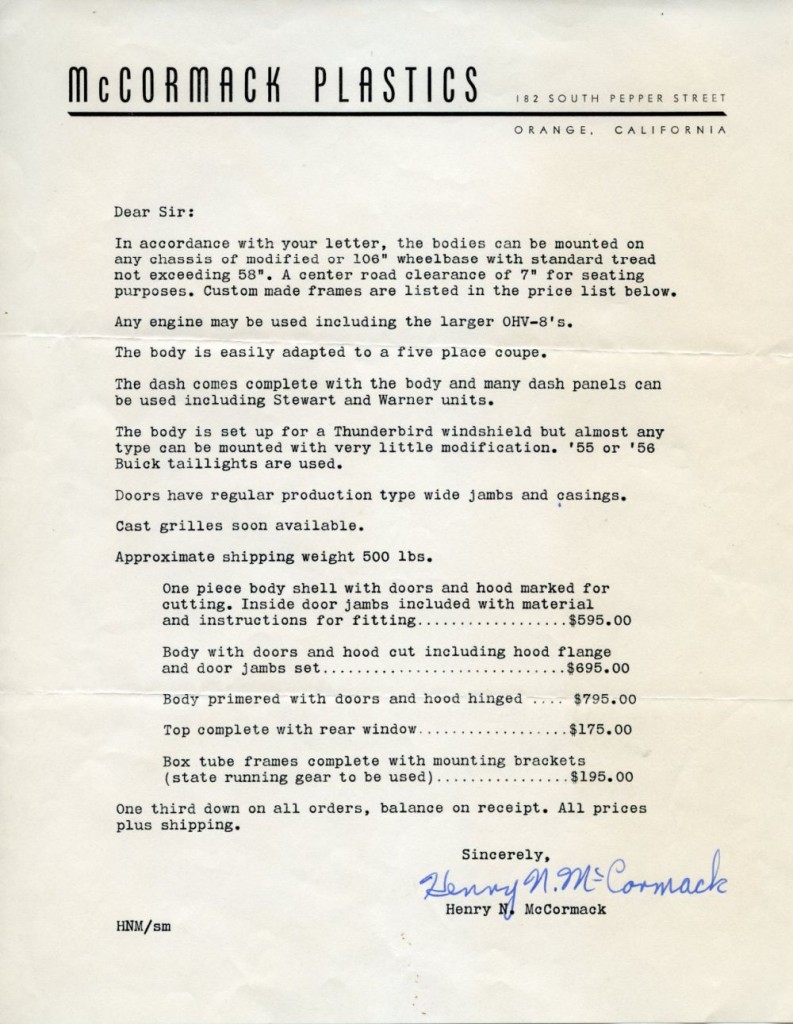 McCORMACK PLASTICS
182 SOUTH PEPPER STREET
ORANGE, CALIFORNIA
Dear Sir:
In accordance with your letter, the bodies can be mounted on
any chassis of modified or 106" wheelbase with standard tread
not exceeding 58". A center road clearance of 7" for seating
purposes. Custom made frames are listed in the price list below.
Any engine may be used including the larger OHV-8's.
The body is easily adapted to a five place coupe.
The dash comes complete with the body and many dash panels can
be used including Stewart and Warner units.
The body is set up for a Thunderbird windshield but almost any
type can be mounted with very little modification. '55 or '56
Buick taillights are used.
Doors have regular production type wide jambs and casings.
Cast grilles soon available.
Approximate shipping weight 500 lbs.
One piece body shell with doors and hood marked for
cutting. Inside door jambs included with material
and instructions for fitting..................$595.00
Body with doors and hood cut including hood flange
and door jambs set.............................$695.00
Body primered with doors and hood hinged .... $795.00
Top complete with rear window..................$175.00
Box tube frames complete with mounting brackets
(state running gear to be used)................$195.00
One third down on all orders, balance on receipt. All prices
plus shipping.
Sincerely,
Henry N. McCormack
Henry N. McCormack
HNM/sm